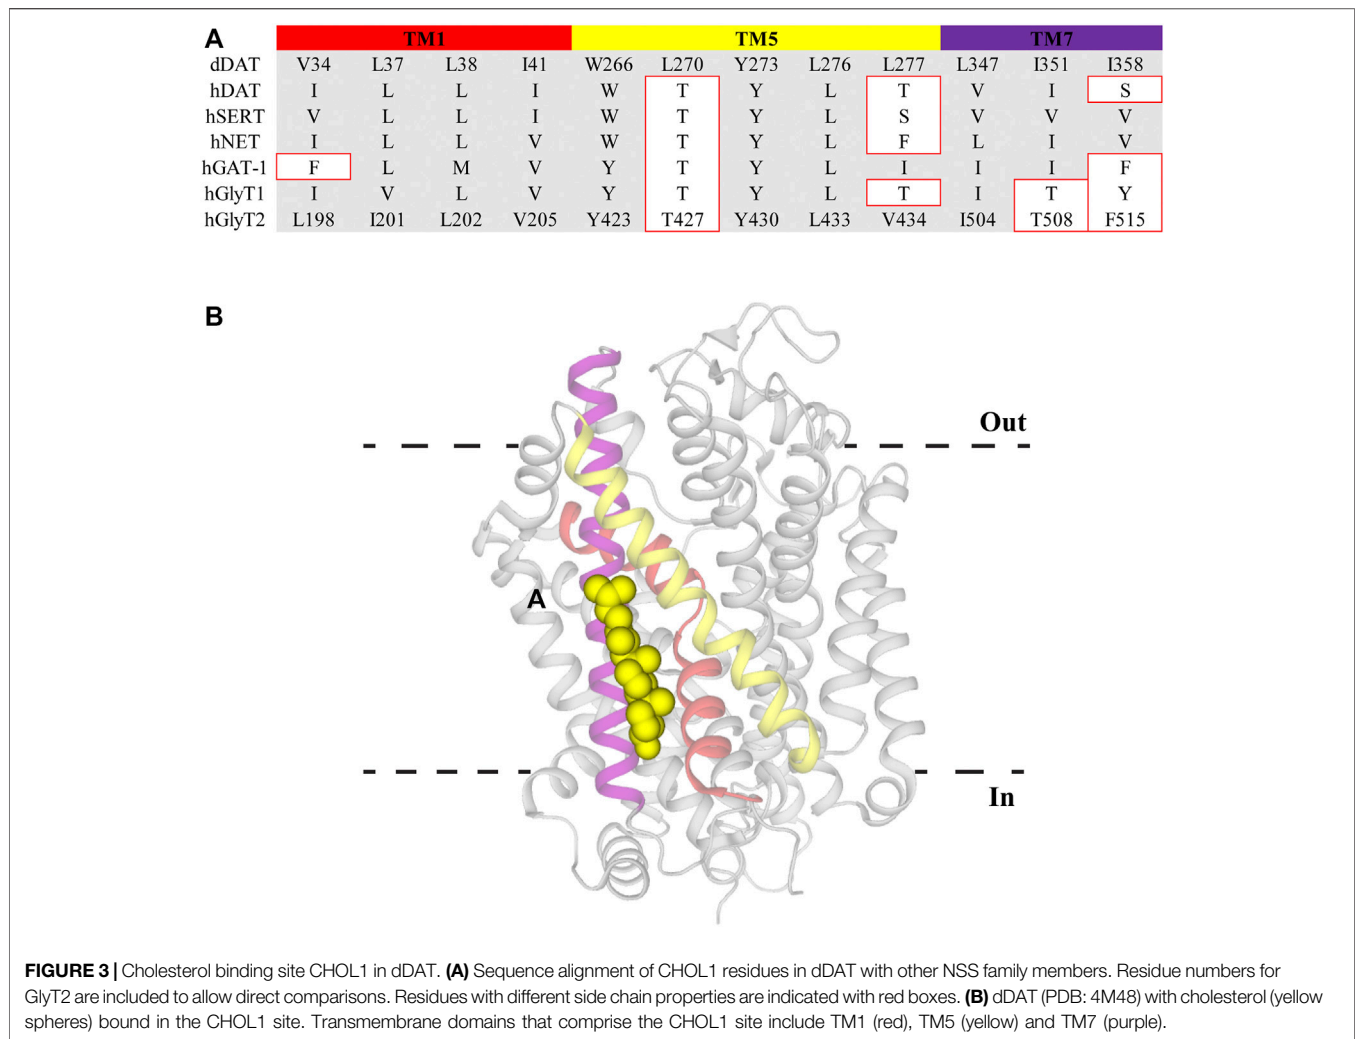 A TM1 TM5 TM7
dDAT V34 L37 L38 I41 W266 L270 Y273 L276 L277 L347 I351 I358
hDAT I L L I W T Y L T V I S
hSERT V L L I W T Y L S V V V
hNET I L L V W T Y L F L I V
hGAT-1 F L M V Y T Y L I I I F
hGlyT1 I V L V Y T Y L T I T Y
hGlyT2 L198 I201 L202 V205 Y423 T427 Y430 L433 V434 I504 T508 F515
B
Out
A
In
FIGURE 3 | Cholesterol binding site CHOL1 in dDAT. (A) Sequence alignment of CHOL1 residues in dDAT with other NSS family members. Residue numbers for
GlyT2 are included to allow direct comparisons. Residues with different side chain properties are indicated with red boxes. (B) dDAT (PDB: 4M48) with cholesterol (yellow
spheres) bound in the CHOL1 site. Transmembrane domains that comprise the CHOL1 site include TM1 (red), TM5 (yellow) and TM7 (purple).